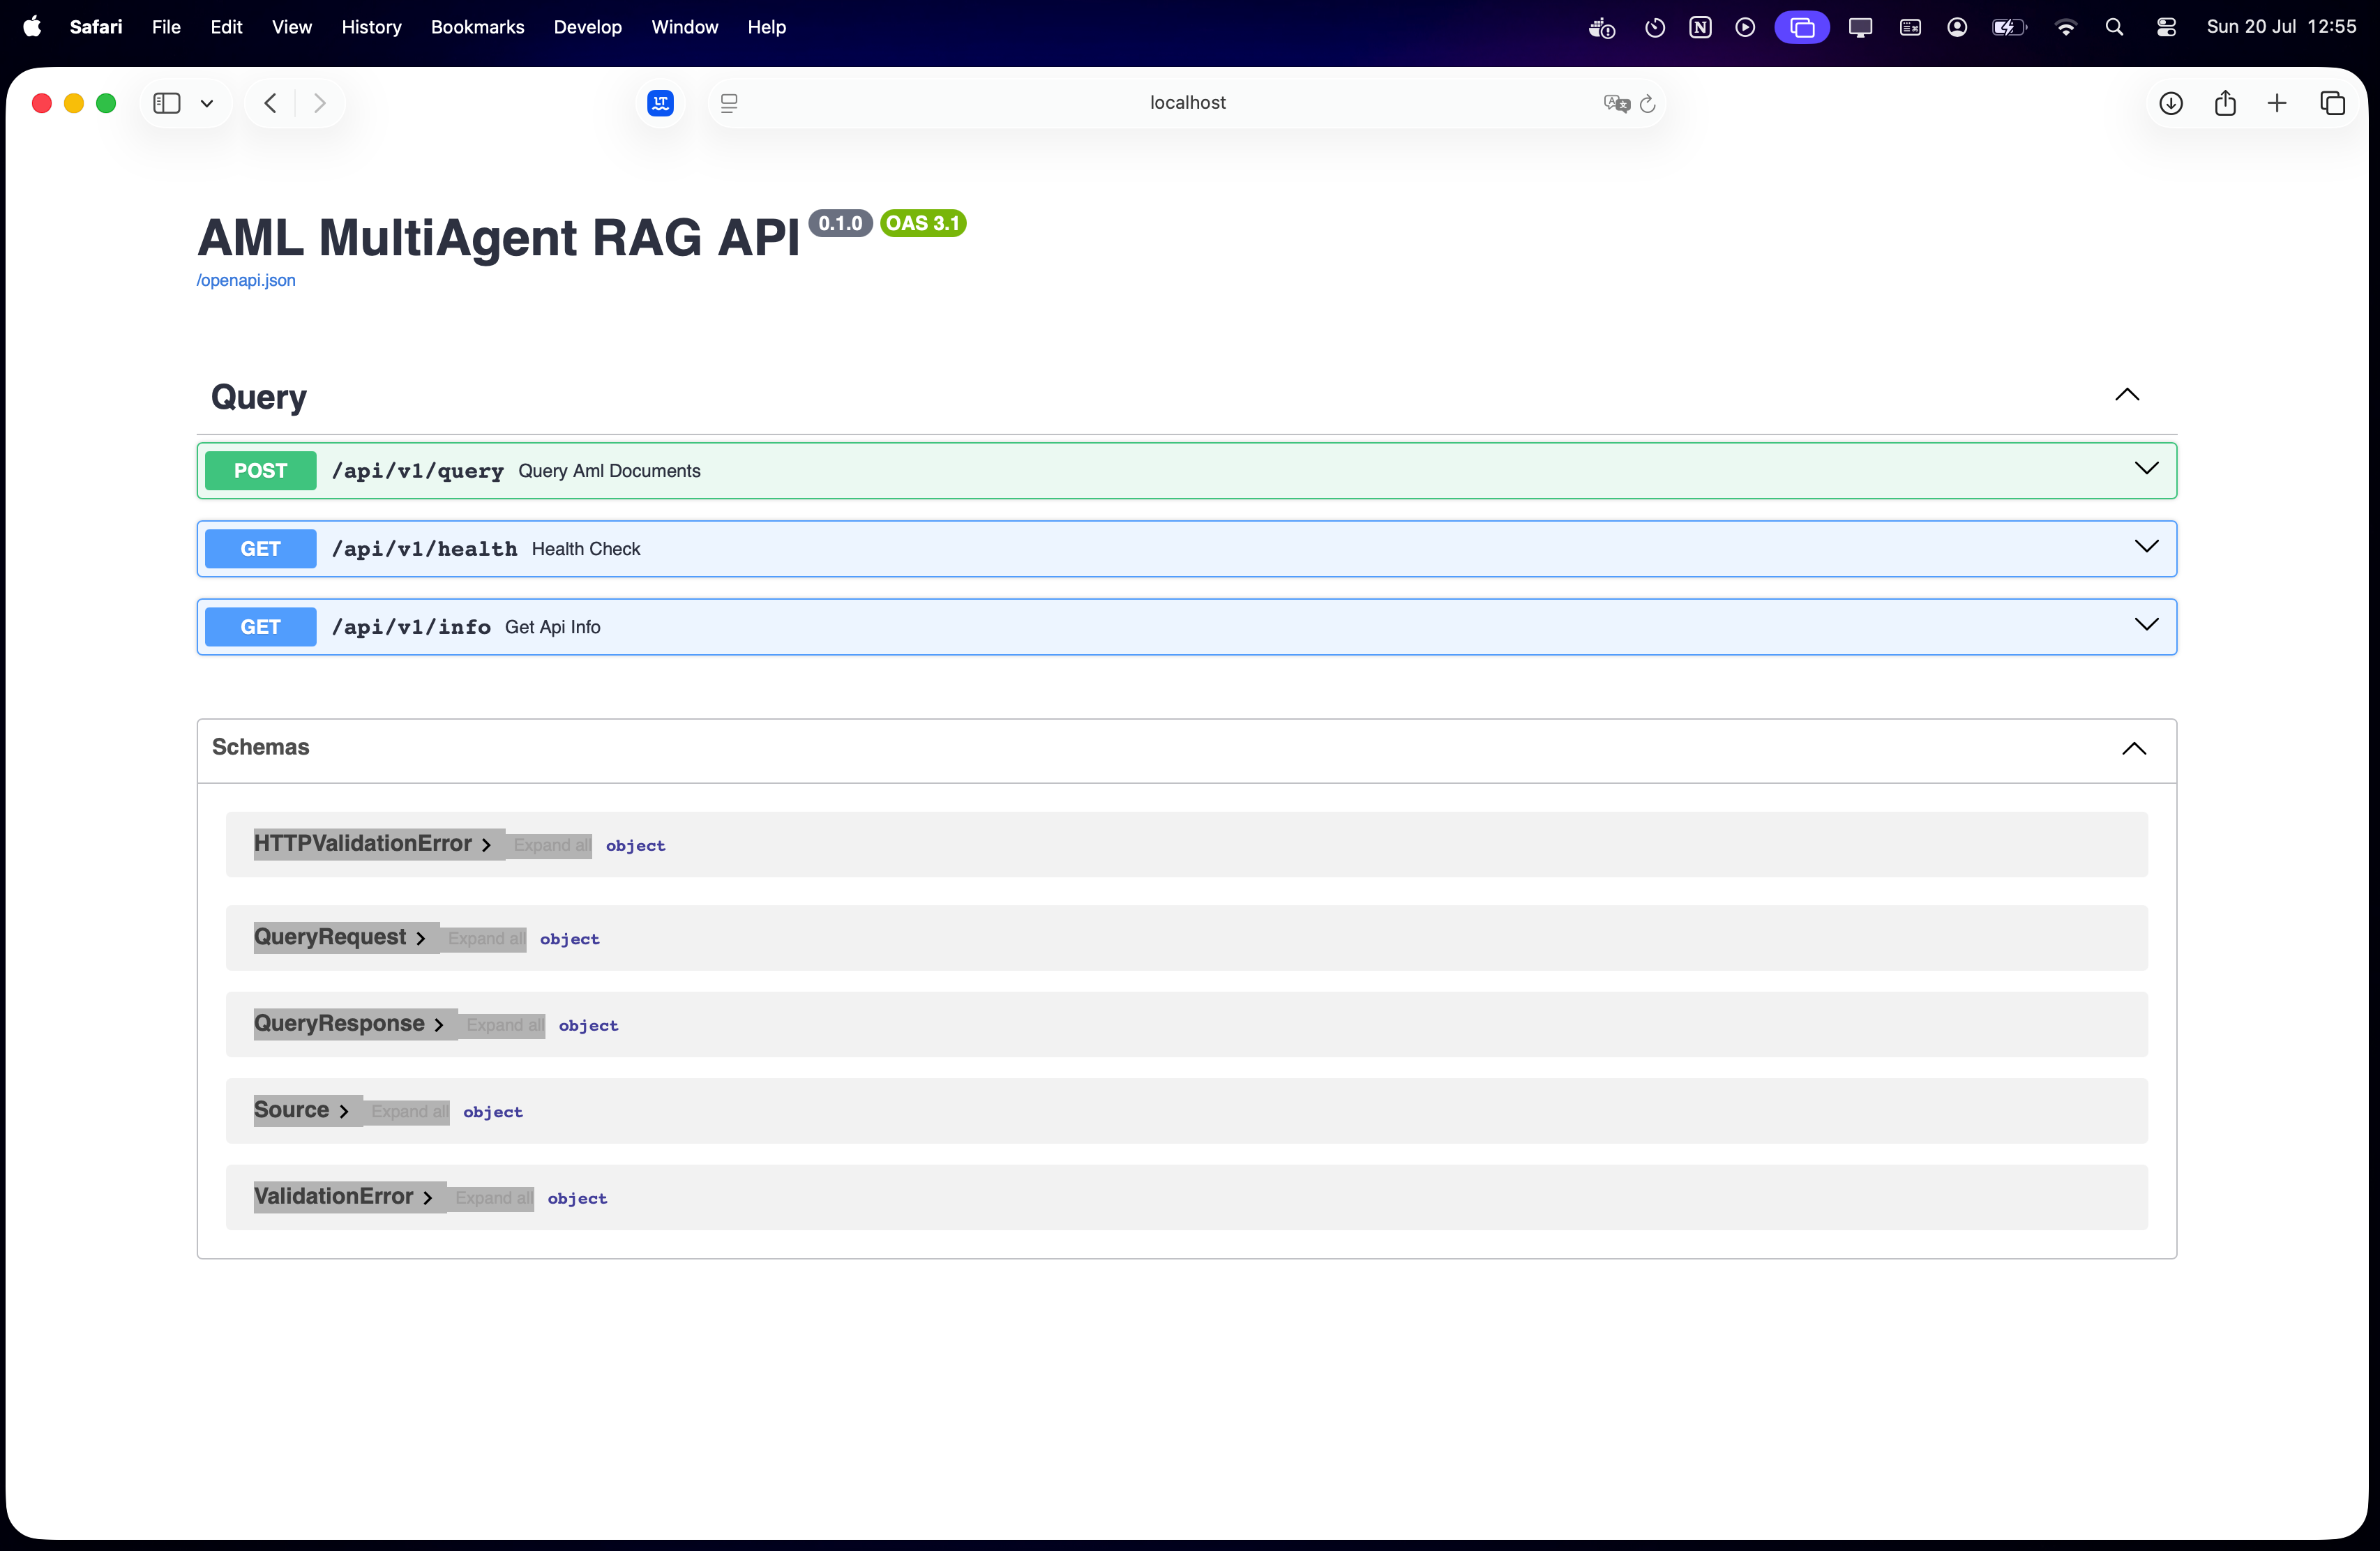 Safari File Edit View History Bookmarks Develop Window Help Sun 20 Jul 12:55
localhost
AML MultiAgent RAG API 0.1.0 OAS 3.1
/openapi.json
Query
POST /api/v1/query Query Aml Documents
GET /api/v1/health Health Check
GET /api/v1/info Get Api Info
Schemas
HTTPValidationError Expand all object
QueryRequest Expand all object
QueryResponse Expand all object
Source Expand all object
ValidationError Expand all object